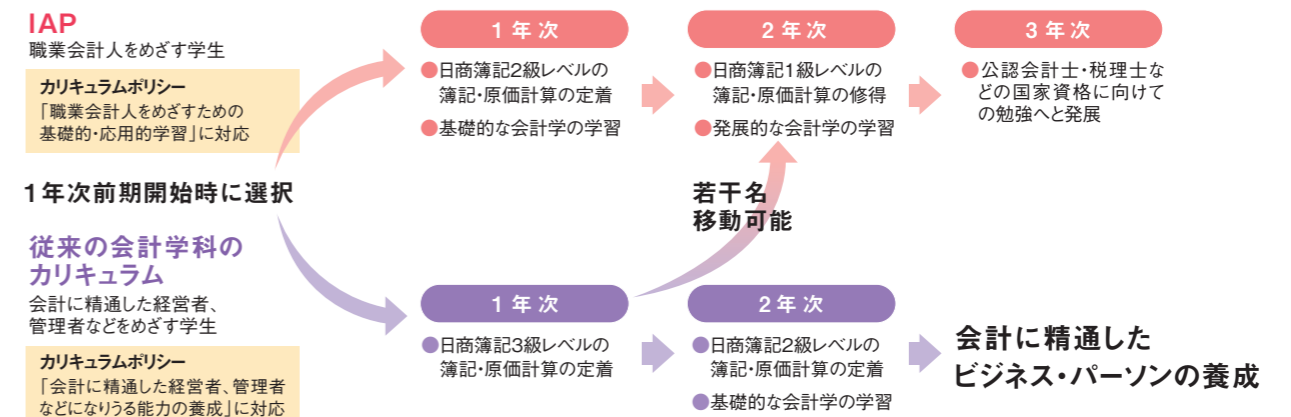 IAP
職業会計人をめざす学生
カリキュラムポリシー
「職業会計人をめざすための
基礎的・応用的学習」に対応
1年次
●日商簿記2級レベルの
簿記・原価計算の定着
●基礎的な会計学の学習
2年次
●日商簿記1級レベルの
簿記・原価計算の修得
●発展的な会計学の学習
3年次
●公認会計士・税理士な
どの国家資格に向けて
の勉強へと発展
1年次前期開始時に選択
若干名
移動可能
従来の会計学科の
カリキュラム
会計に精通した経営者、
管理者などをめざす学生
カリキュラムポリシー
「会計に精通した経営者、管理者
などになりうる能力の養成」に対応
1年次
●日商簿記3級レベルの
簿記・原価計算の定着
2年次
●日商簿記2級レベルの
簿記・原価計算の定着
●基礎的な会計学の学習
会計に精通した
ビジネス・パーソンの養成